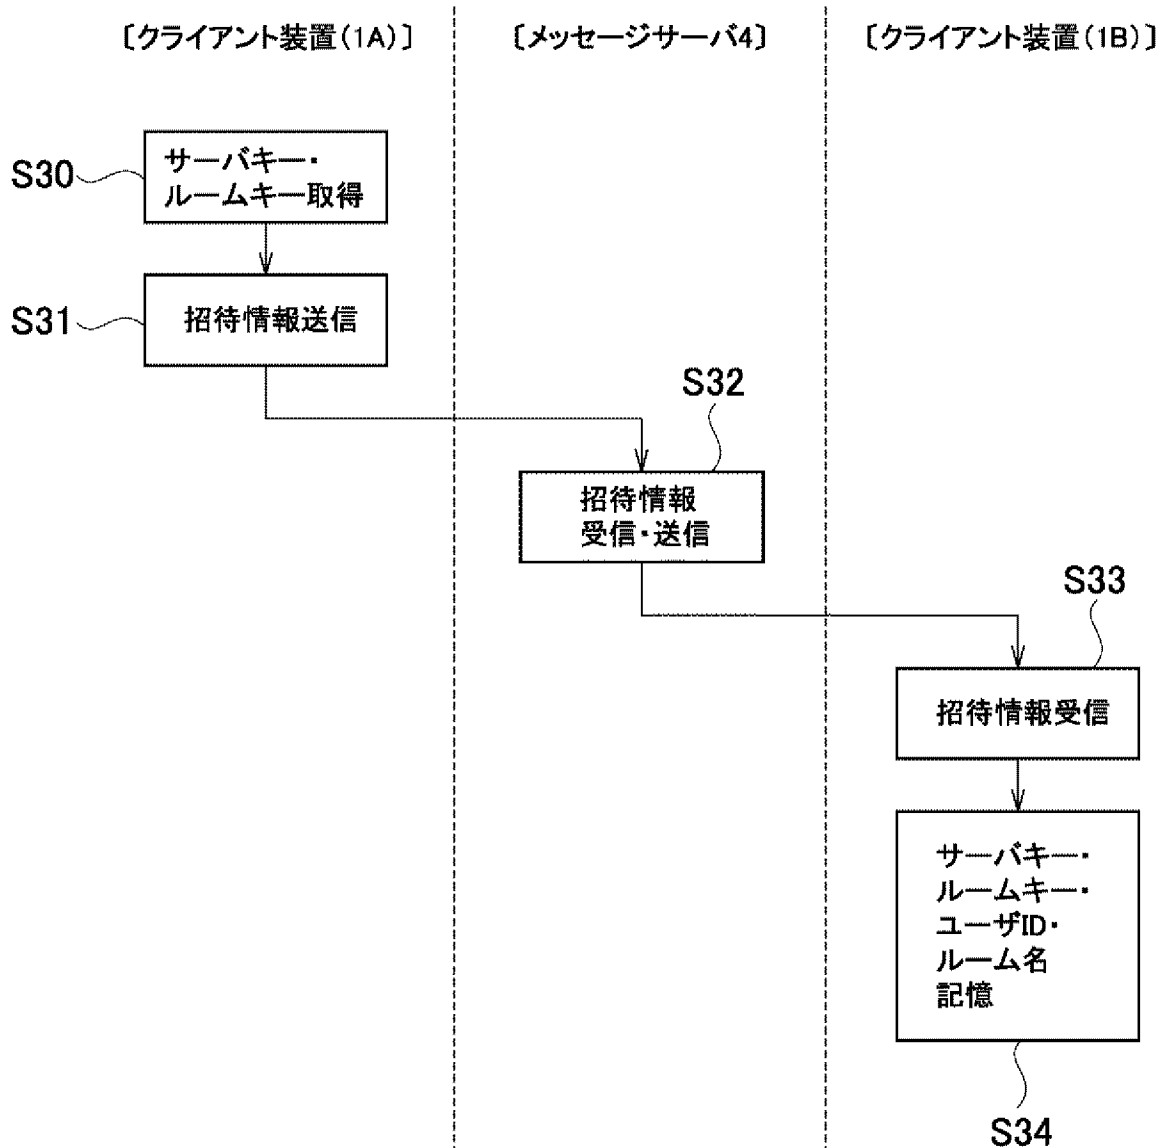 〔クライアント装置(1A)〕
〔メッセージサーバ4〕
〔クライアント装置(1B)〕
S30
サーバキー・
ルームキー取得
S31
招待情報送信
S32
招待情報
受信・送信
S33
招待情報受信
サーバキー・
ルームキー・
ユーザID・
ルーム名
記憶
S34